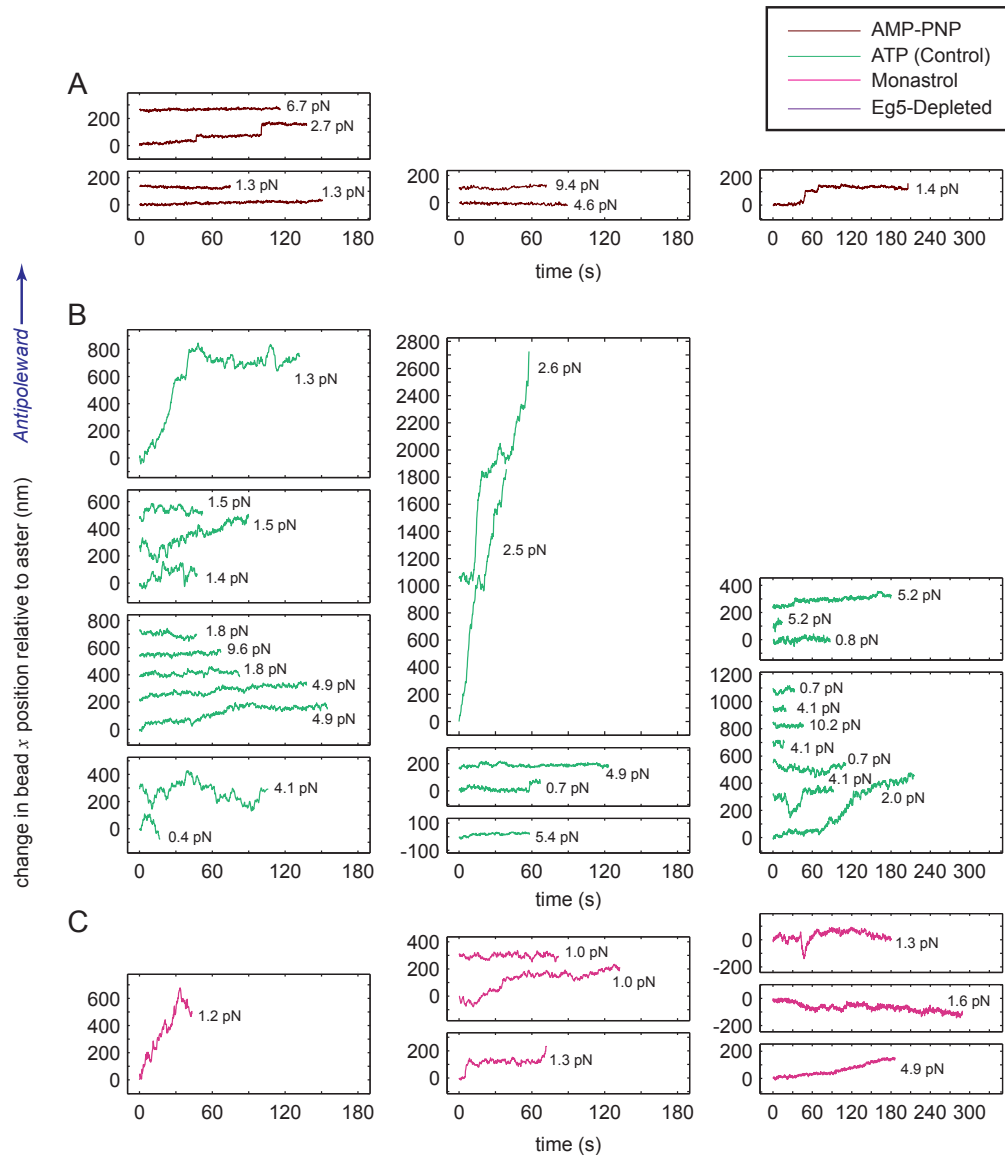 AMP-PNP
ATP (Control)
Monastrol
Eg5-Depleted
A
200
0
6.7 pN
2.7 pN
200
0
1.3 pN
1.3 pN
0 60 120 180
200
0
9.4 pN
4.6 pN
0 60 120 180
time (s)
200
0
1.4 pN
0 60 120 180 240 300
change in bead x position relative to aster (nm) Antipoleward
B
800
600
400
200
0
1.3 pN
600
400
200
0
1.5 pN
1.5 pN
1.4 pN
800
600
400
200
0
1.8 pN
9.6 pN
1.8 pN
4.9 pN
4.9 pN
400
200
0
4.1 pN
0.4 pN
0 60 120 180
2800
2600
2400
2200
2000
1800
1600
1400
1200
1000
800
600
400
200
0
2.6 pN
2.5 pN
200
0
4.9 pN
0.7 pN
100
-100
5.4 pN
0 60 120 180
time (s)
400
200
0
5.2 pN
5.2 pN
0.8 pN
1200
1000
800
600
400
200
0
0.7 pN
4.1 pN
10.2 pN
4.1 pN
0.7 pN
4.1 pN
2.0 pN
0 60 120 180 240 300
C
600
400
200
0
1.2 pN
0 60 120 180
400
200
0
1.0 pN
1.0 pN
200
0
1.3 pN
0 60 120 180
time (s)
0
-200
1.3 pN
0
-200
1.6 pN
200
0
4.9 pN
0 60 120 180 240 300